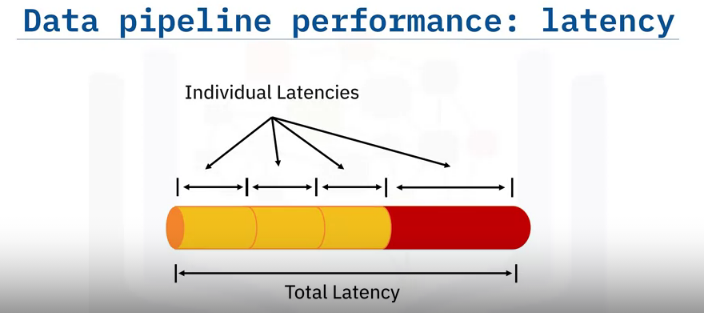 Data pipeline performance: latency
Individual Latencies
Total Latency